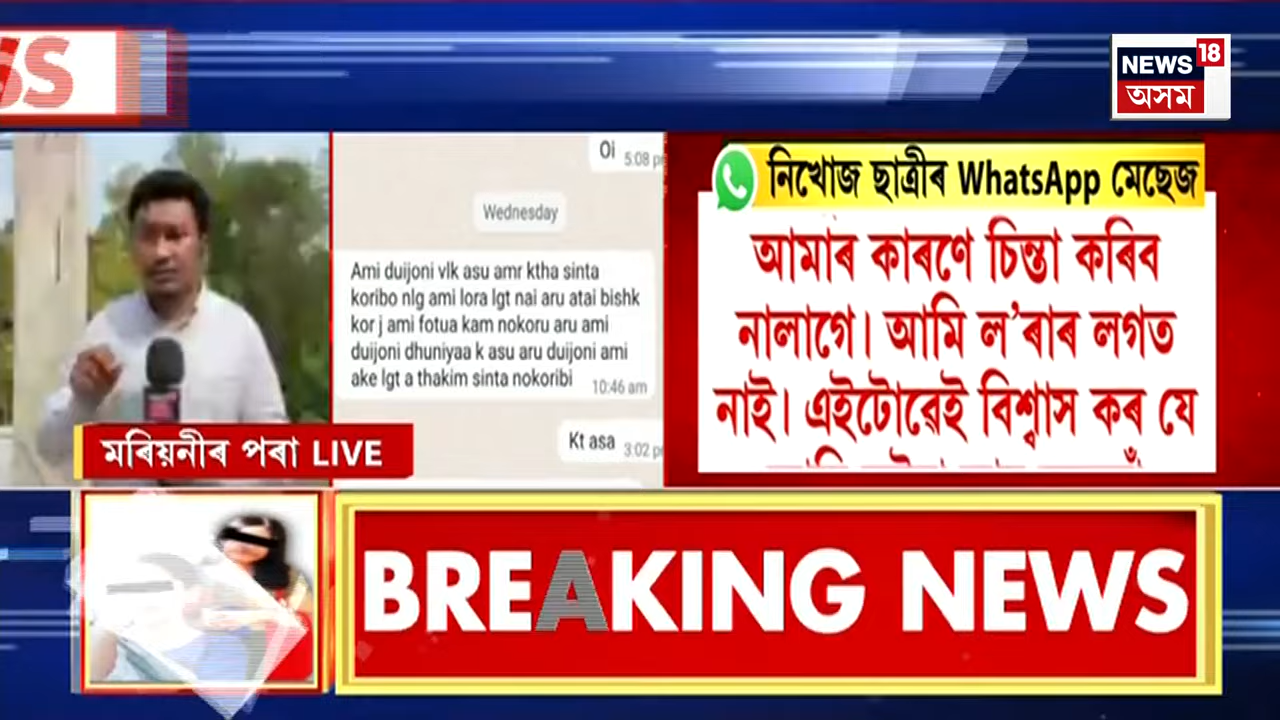 SS
NEWS 18
অসম
Oi 5:08 p
Wednesday
Ami duijoni vlk asu amr ktha sinta
koribo nlg ami lora lgt nai aru atai bishk
kor j ami fotua kam nokoru aru ami
duijoni dhuniyaa k asu aru duijoni ami
ake lgt a thakim sinta nokoribi 10:46 am
Kt asa 3:02 p
নিখোজ ছাত্ৰীৰ WhatsApp মেছেজ
আমাৰ কাৰণে চিন্তা কৰিব
নালাগে। আমি ল'ৰাৰ লগত
নাই। এইটোৱেই বিশ্বাস কৰ যে
মৰিয়নীৰ পৰা LIVE
BREAKING NEWS